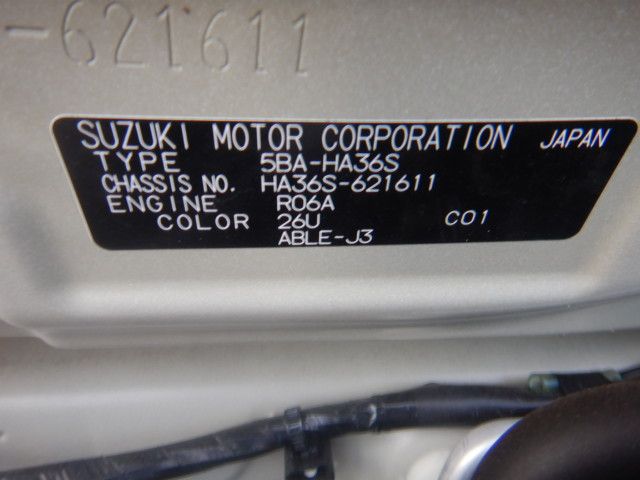 -621611
SUZUKI MOTOR CORPORATION JAPAN
TYPE 5BA-HA36S
CHASSIS NO. HA36S-621611
ENGINE R06A
COLOR 26U C01
ABLE-J3